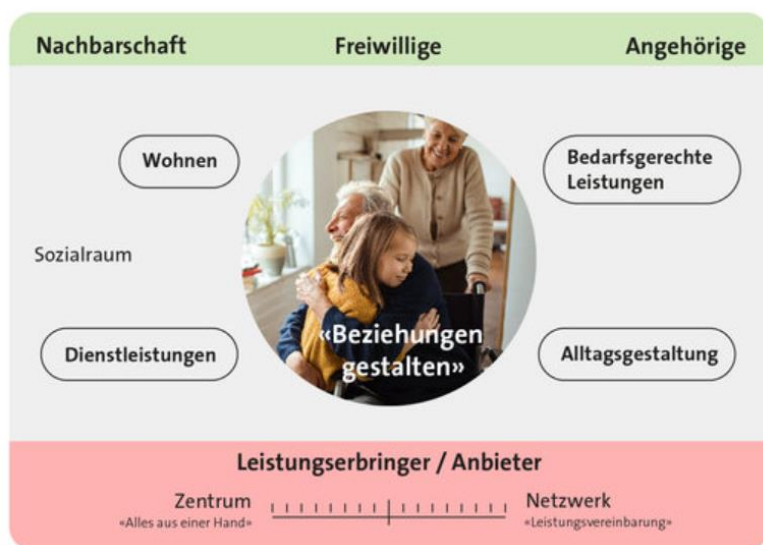 Nachbarschaft Freiwillige Angehörige
Wohnen
Bedarfsgerechte
Leistungen
Sozialraum
«Beziehungen
gestalten»
Dienstleistungen
Alltagsgestaltung
Leistungserbringer / Anbieter
Zentrum
«Alles aus einer Hand»
Netzwerk
«Leistungsvereinbarung»